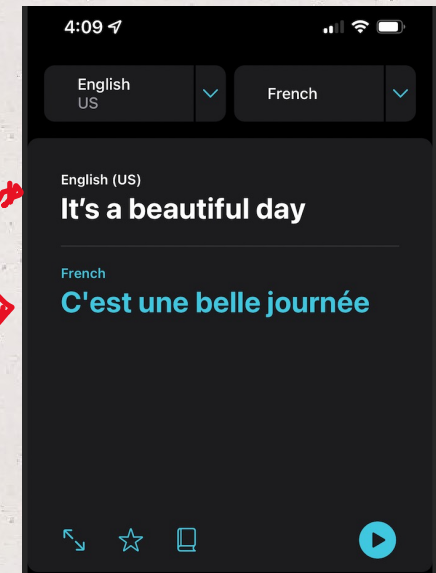 4:09
English
US
French
English (US)
It's a beautiful day
French
C'est une belle journée